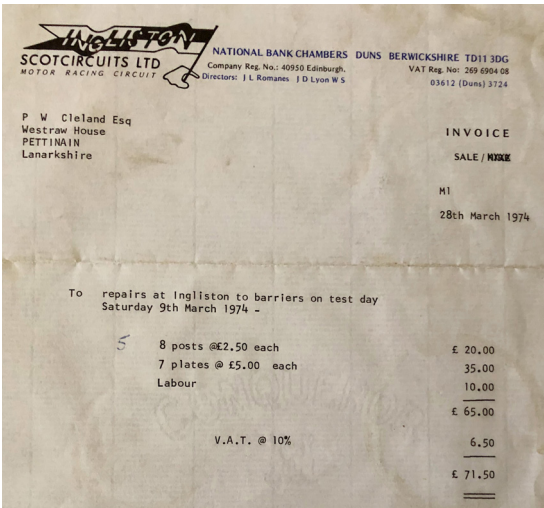 INGLISTON
SCOTCIRCUITS LTD
MOTOR RACING CIRCUIT
NATIONAL BANK CHAMBERS DUNS BERWICKSHIRE TD11 3DG
Company Reg. No.: 40950 Edinburgh.
VAT Reg. No: 269 6904 08
Directors: J L Romanes J D Lyon W S
03612 (Duns) 3724
P W Cleland Esq
Westraw House
PETTINAIN
Lanarkshire
INVOICE
SALE /
M1
28th March 1974
To repairs at Ingliston to barriers on test day
Saturday 9th March 1974 -
5
8 posts @£2.50 each £ 20.00
7 plates @ £5.00 each 35.00
Labour 10.00
£ 65.00
V.A.T. @ 10% 6.50
£ 71.50